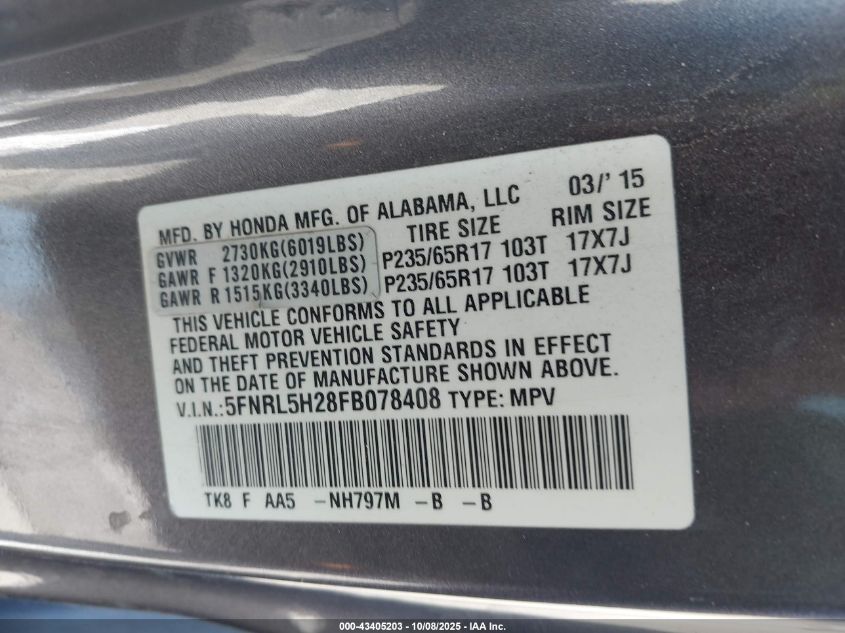 MFD. BY HONDA MFG. OF ALABAMA, LLC 03/' 15
GVWR 2730KG(6019LBS) TIRE SIZE RIM SIZE
GAWR F 1320KG(2910LBS) P235/65R17 103T 17X7J
GAWR R 1515KG(3340LBS) P235/65R17 103T 17X7J
THIS VEHICLE CONFORMS TO ALL APPLICABLE
FEDERAL MOTOR VEHICLE SAFETY
AND THEFT PREVENTION STANDARDS IN EFFECT
ON THE DATE OF MANUFACTURE SHOWN ABOVE.
V.I.N.:5FNRL5H28FB078408 TYPE: MPV
TK8 F AA5 -NH797M -B -B
000-43405203 - 10/08/2025 - IAA Inc.